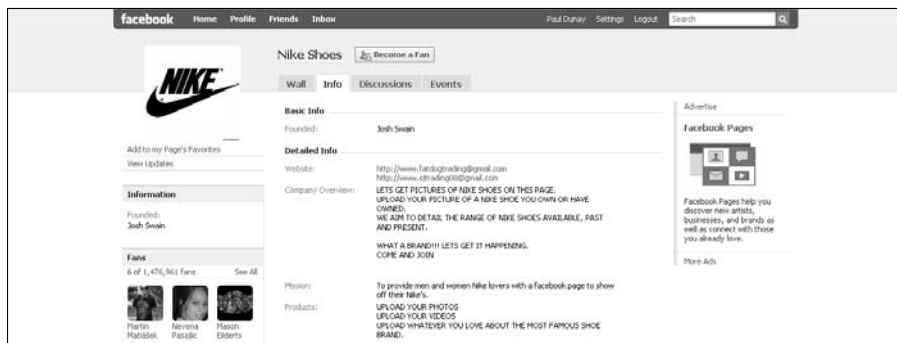 facebook Home Profile Friends Inbox Paul Dunay Settings Logout Search
NIKE
Nike Shoes Become a Fan
Wall Info Discussions Events
Add to my Page's Favorites
View Updates
Information
Founded:
Josh Swain
Fans
6 of 1,476,961 fans See All
Martin
Matiášek
Nevena
Pasajlic
Mason
Eilderts
Basic Info
Founded: Josh Swain
Detailed Info
Website: http://www.fatdogtrading@gmail.com
http://www.sjtrading08@gmail.com
Company Overview: LETS GET PICTURES OF NIKE SHOES ON THIS PAGE.
UPLOAD YOUR PICTURE OF A NIKE SHOE YOU OWN OR HAVE
OWNED.
WE AIM TO DETAIL THE RANGE OF NIKE SHOES AVAILABLE, PAST
AND PRESENT.
WHAT A BRAND!!! LETS GET IT HAPPENING.
COME AND JOIN
Mission: To provide men and women Nike lovers with a facebook page to show
off their Nike's.
Products: UPLOAD YOUR PHOTOS
UPLOAD YOUR VIDEOS
UPLOAD WHATEVER YOU LOVE ABOUT THE MOST FAMOUS SHOE
BRAND.
Advertise
Facebook Pages
Facebook Pages help you
discover new artists,
businesses, and brands as
well as connect with those
you already love.
More Ads